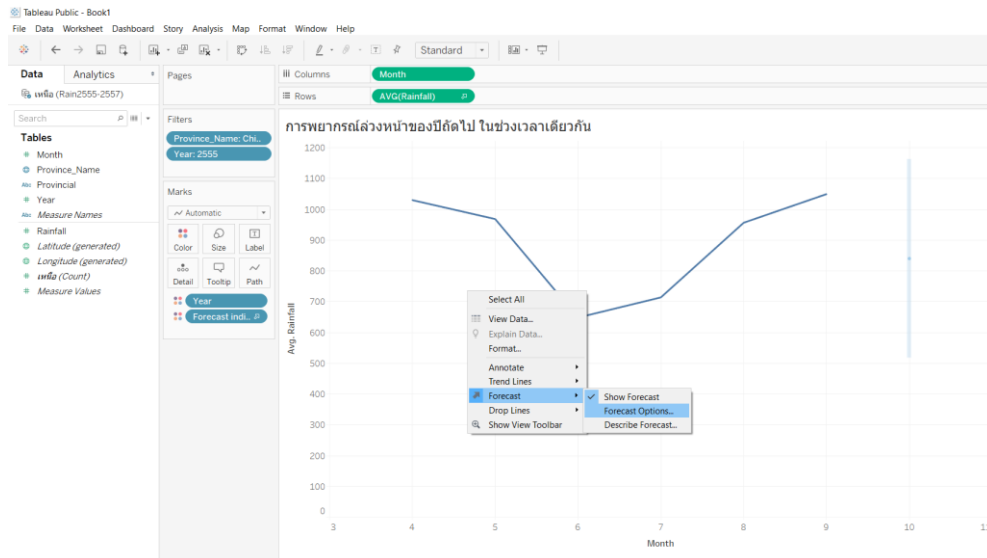 Tableau Public - Book1
File Data Worksheet Dashboard Story Analysis Map Format Window Help
Standard
Data Analytics
เหนือ (Rain2555-2557)
Search
Tables
Month
Province_Name
Abc Provincial
Year
Abc Measure Names
Rainfall
Latitude (generated)
Longitude (generated)
เหนือ (Count)
Measure Values
Pages
Filters
Province_Name: Chi..
Year: 2555
Marks
Automatic
Color Size Label
Detail Tooltip Path
Year
Forecast indi..
Columns Month
Rows AVG(Rainfall)
การพยากรณ์ล่วงหน้าของปีถัดไป ในช่วงเวลาเดียวกัน
1200
1100
1000
900
800
700
600
500
400
300
200
100
0
Avg. Rainfall
3 4 5 6 7 8 9 10
Month
Select All
View Data...
Explain Data...
Format...
Annotate
Trend Lines
Forecast
Drop Lines
Show View Toolbar
Show Forecast
Forecast Options...
Describe Forecast...